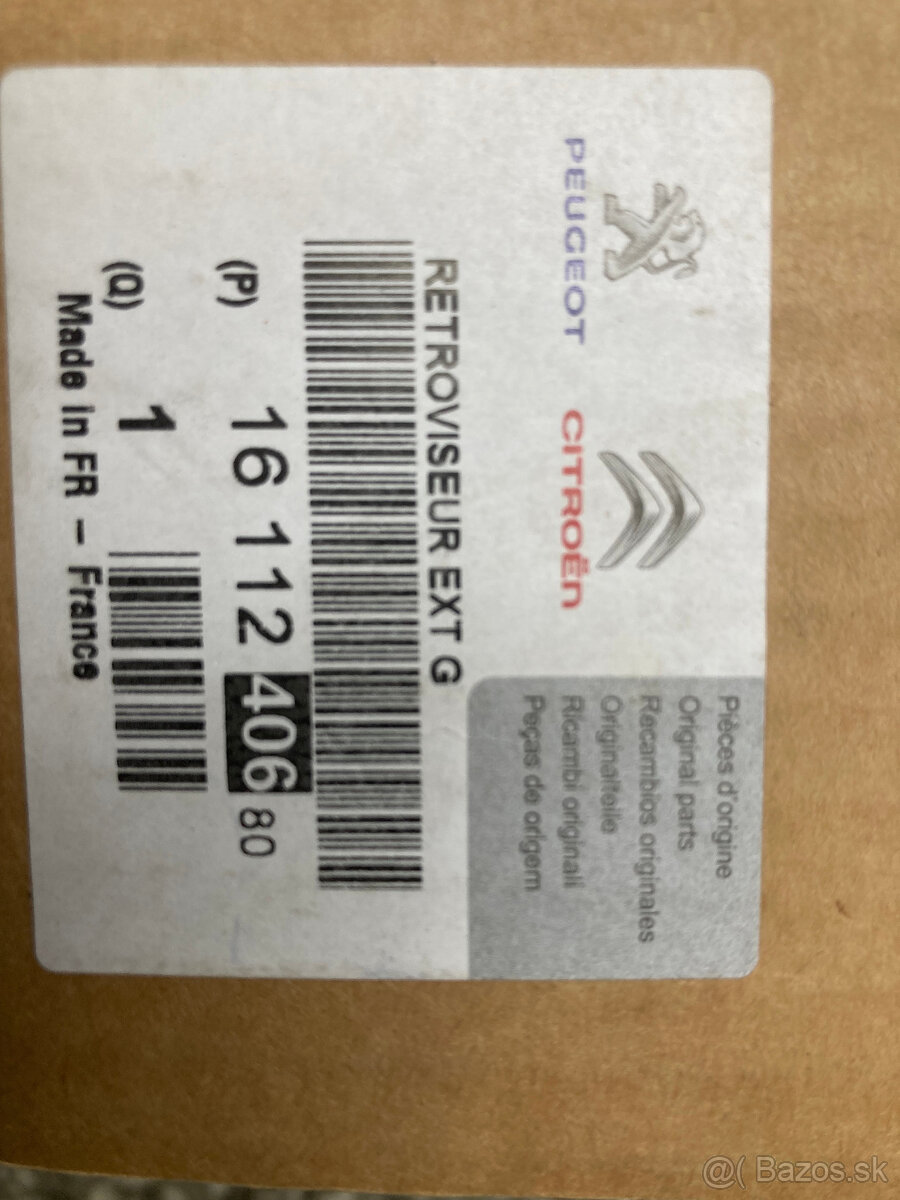 PEUGEOT
CITROËN
Pièces d'origine
Original parts
Recambios originales
Originalteile
Ricambi originali
Peças de origem
RETROVISEUR EXT G
(P) 16 112 406 80
(Q) 1
Made in FR - France
@( Bazos.sk